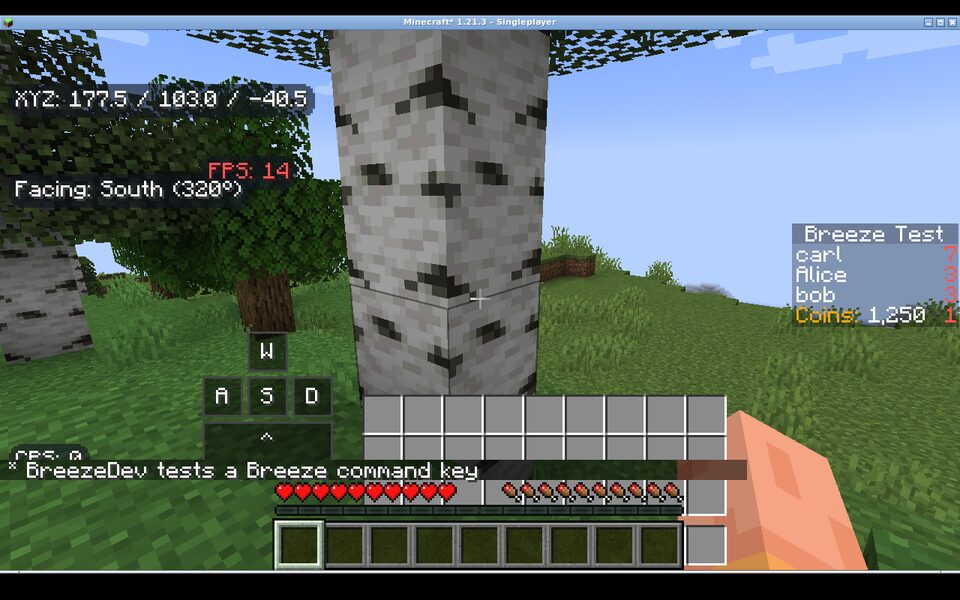 Minecraft* 1.21.3 - Singleplayer
XYZ: 177.5 / 103.0 / -40.5
FPS: 14
Facing: South (320°)
Breeze Test
carl 7
Alice 3
bob 3
Coins: 1,250 1
W
A S D
^
CPS: 0
* BreezeDev tests a Breeze command key